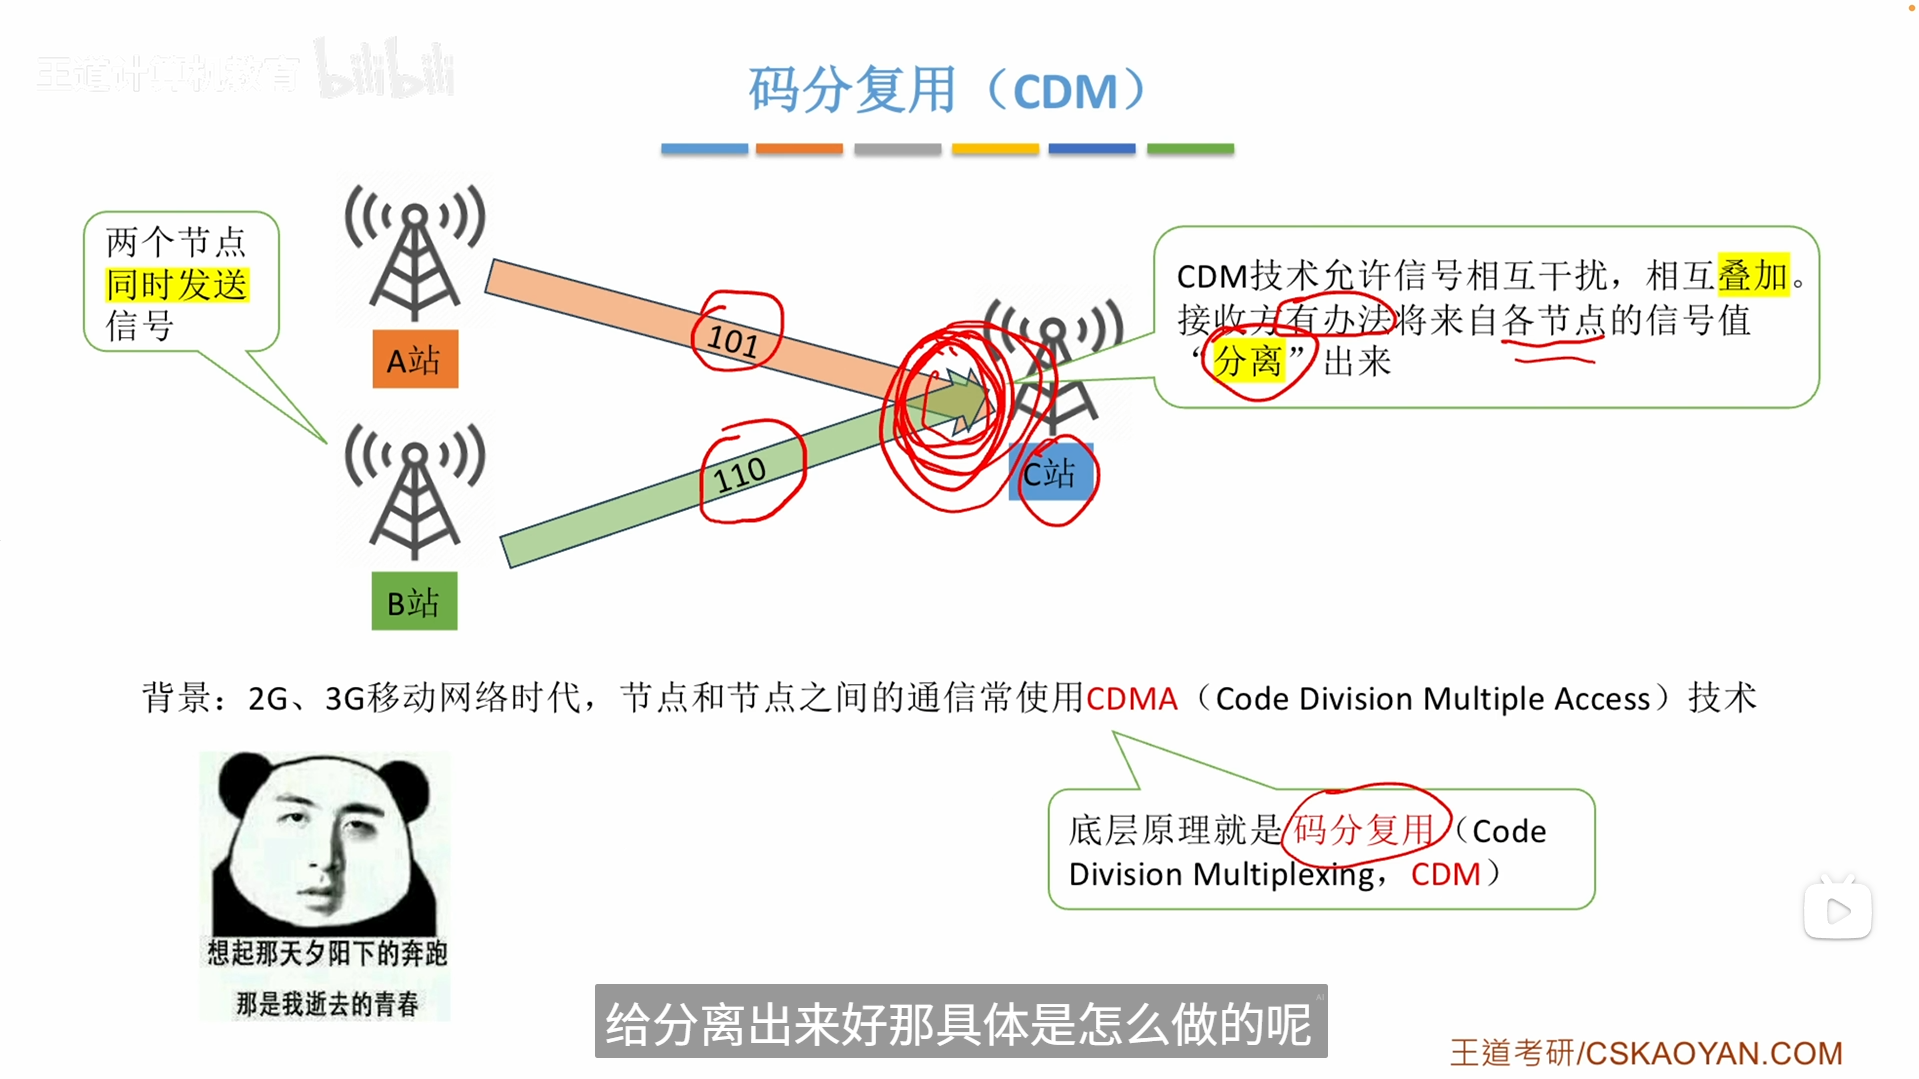 王道计算机教育 bilibili
码分复用（CDM）
两个节点
同时发送
信号
A站
101
110
B站
C站
CDM技术允许信号相互干扰，相互叠加。
接收方有办法将来自各节点的信号值
“分离”出来
背景：2G、3G移动网络时代，节点和节点之间的通信常使用CDMA（Code Division Multiple Access）技术
底层原理就是码分复用（Code
Division Multiplexing，CDM）
想起那天夕阳下的奔跑
那是我逝去的青春
给分离出来好那具体是怎么做的呢
AI
王道考研/CSKAOYAN.COM